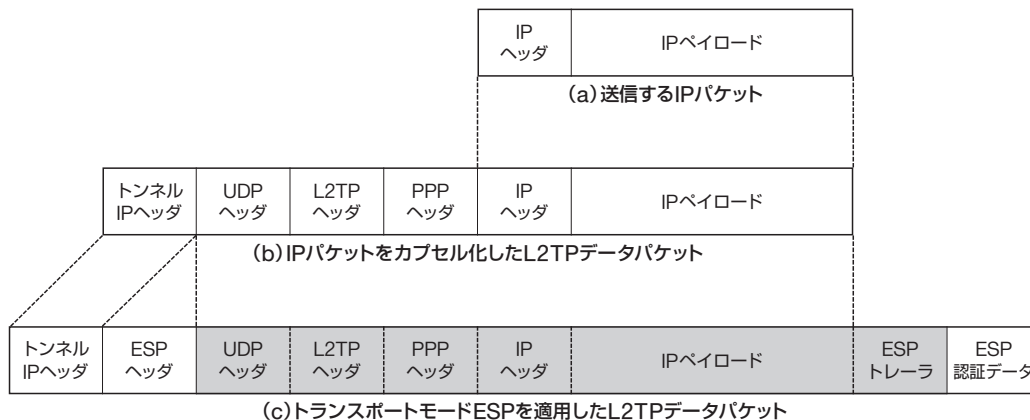 IP
ヘッダ
IPペイロード
(a)送信するIPパケット
トンネル
IPヘッダ
UDP
ヘッダ
L2TP
ヘッダ
PPP
ヘッダ
IP
ヘッダ
IPペイロード
(b)IPパケットをカプセル化したL2TPデータパケット
トンネル
IPヘッダ
ESP
ヘッダ
UDP
ヘッダ
L2TP
ヘッダ
PPP
ヘッダ
IP
ヘッダ
IPペイロード
ESP
トレーラ
ESP
認証データ
(c)トランスポートモードESPを適用したL2TPデータパケット